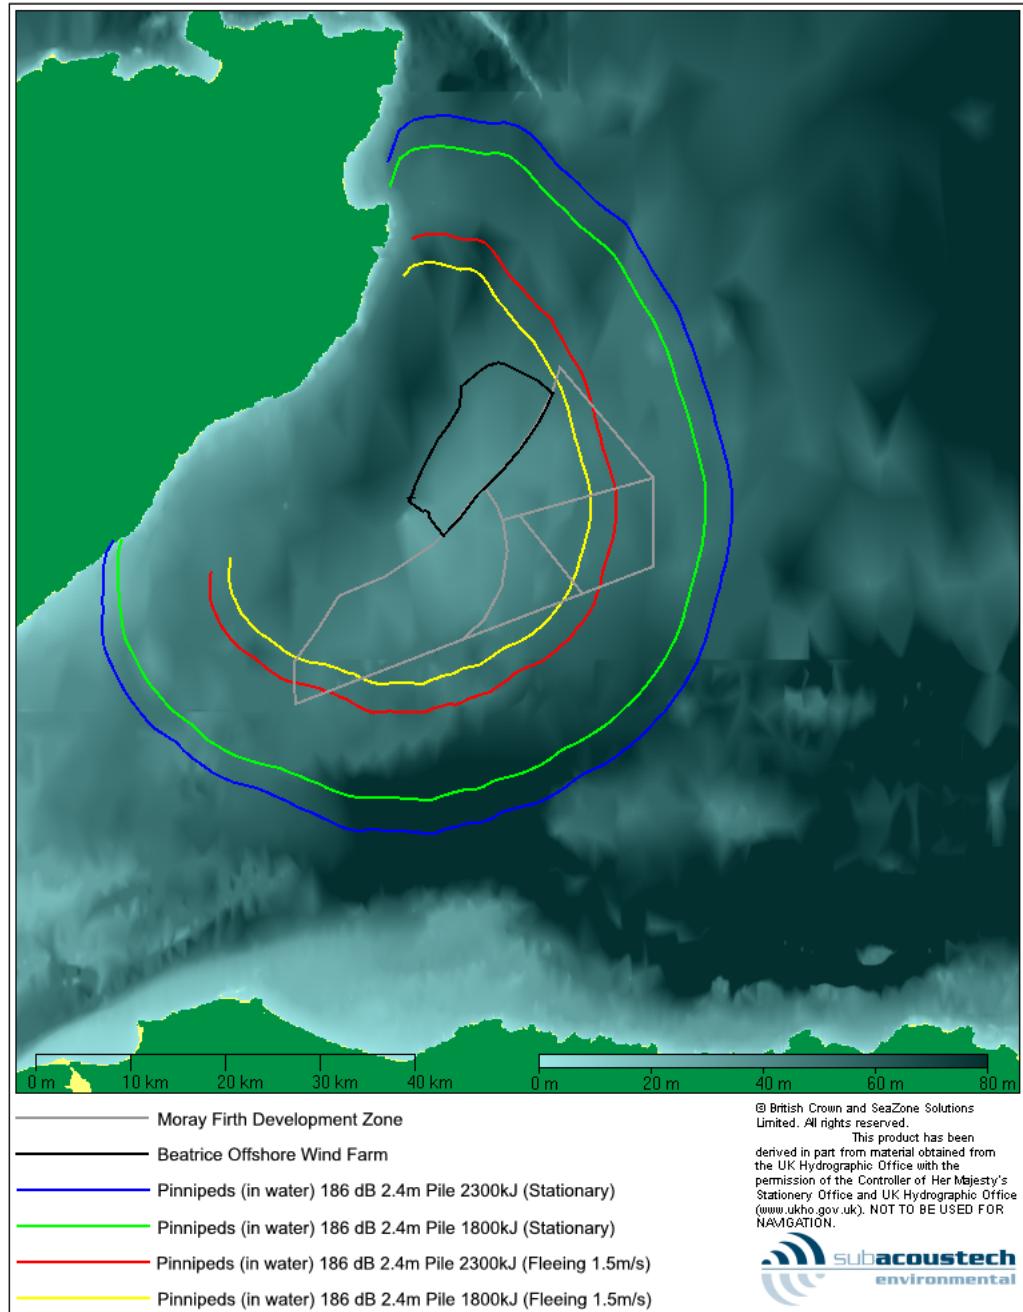 0 m 10 km 20 km 30 km 40 km
0 m 20 m 40 m 60 m 80 m
Moray Firth Development Zone
Beatrice Offshore Wind Farm
Pinnipeds (in water) 186 dB 2.4m Pile 2300kJ (Stationary)
Pinnipeds (in water) 186 dB 2.4m Pile 1800kJ (Stationary)
Pinnipeds (in water) 186 dB 2.4m Pile 2300kJ (Fleeing 1.5m/s)
Pinnipeds (in water) 186 dB 2.4m Pile 1800kJ (Fleeing 1.5m/s)
© British Crown and SeaZone Solutions
Limited. All rights reserved.
This product has been
derived in part from material obtained from
the UK Hydrographic Office with the
permission of the Controller of Her Majesty's
Stationery Office and UK Hydrographic Office
(www.ukho.gov.uk). NOT TO BE USED FOR
NAVIGATION.
subacoustech
environmental